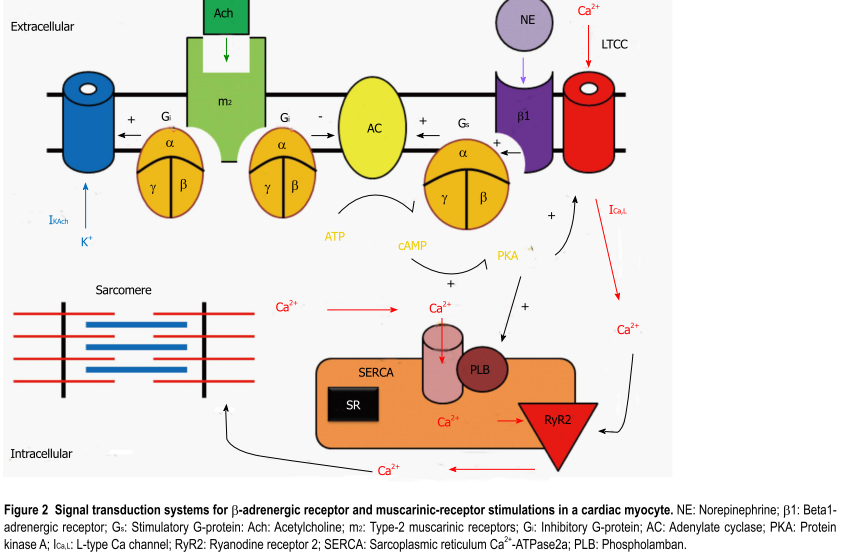 Ach
NE
Ca²⁺
Extracellular
LTCC
m₂
β1
+
Gᵢ
Gᵢ
-
AC
+
Gₛ
+
α
γ
β
α
γ
β
α
γ
β
I_KAch
K⁺
ATP
cAMP
PKA
+
+
+
I_Ca,L
Sarcomere
Ca²⁺
Ca²⁺
Ca²⁺
SERCA
PLB
SR
Ca²⁺
RyR2
Intracellular
Ca²⁺
Figure 2 Signal transduction systems for β-adrenergic receptor and muscarinic-receptor stimulations in a cardiac myocyte. NE: Norepinephrine; β1: Beta1-
adrenergic receptor; Gₛ: Stimulatory G-protein: Ach: Acetylcholine; m₂: Type-2 muscarinic receptors; Gᵢ: Inhibitory G-protein; AC: Adenylate cyclase; PKA: Protein
kinase A; I_Ca,L: L-type Ca channel; RyR2: Ryanodine receptor 2; SERCA: Sarcoplasmic reticulum Ca²⁺-ATPase2a; PLB: Phospholamban.